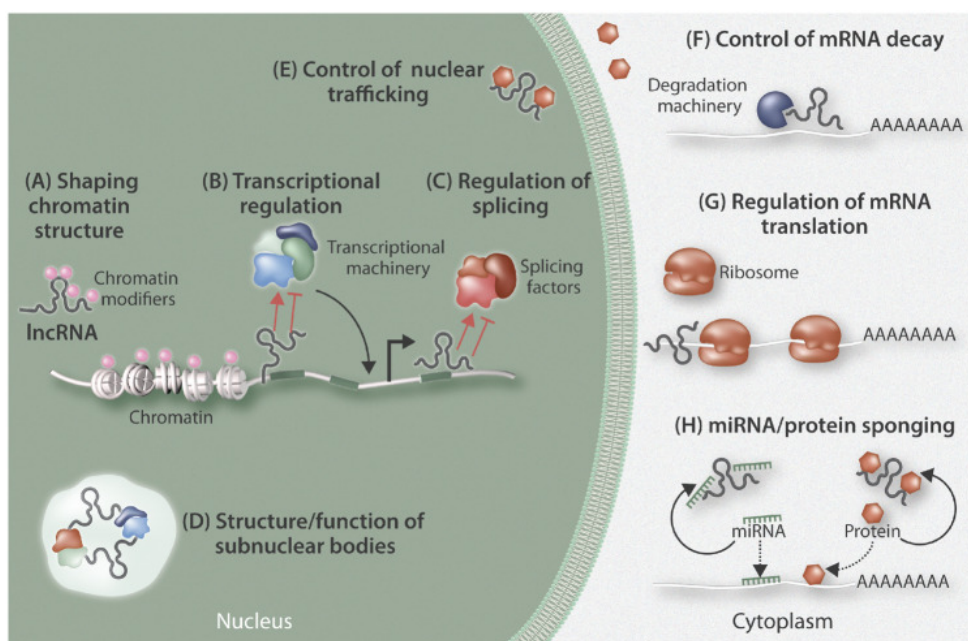 (E) Control of nuclear
trafficking
(A) Shaping
chromatin
structure
Chromatin
modifiers
lncRNA
(B) Transcriptional
regulation
Transcriptional
machinery
(C) Regulation of
splicing
Splicing
factors
Chromatin
(D) Structure/function of
subnuclear bodies
Nucleus
(F) Control of mRNA decay
Degradation
machinery
AAAAAAAA
(G) Regulation of mRNA
translation
Ribosome
AAAAAAAA
(H) miRNA/protein sponging
miRNA
Protein
AAAAAAAA
Cytoplasm